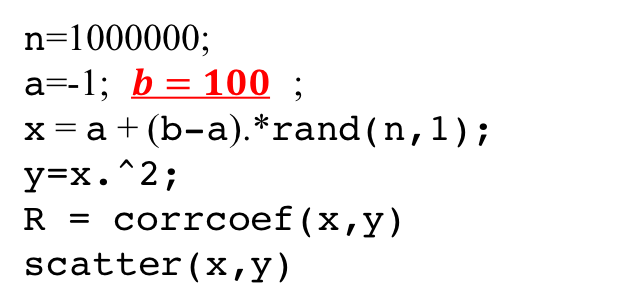 n=1000000;
a=-1; b = 100 ;
x = a + (b-a).*rand(n,1);
y=x.^2;
R = corrcoef(x,y)
scatter(x,y)